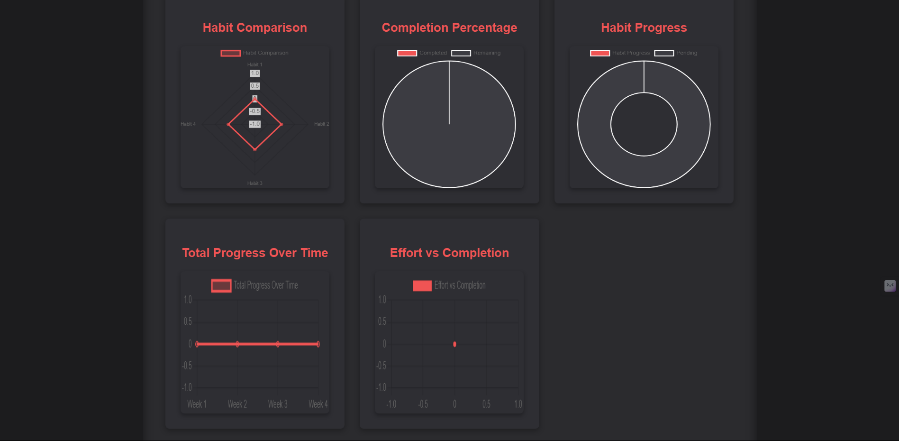 Habit Comparison
Completion Percentage
Habit Progress
Habit Comparison
Completed
Remaining
Habit Progress
Pending
Habit 1
1.0
0.5
0
-0.5
-1.0
Habit 2
Habit 3
Total Progress Over Time
Effort vs Completion
Total Progress Over Time
1.0
0.5
0
-0.5
-1.0
Week 1 Week 2 Week 3 Week 4
Effort vs Completion
1.0
0.5
0
-0.5
-1.0
-1.0 -0.5 0 0.5 1.0